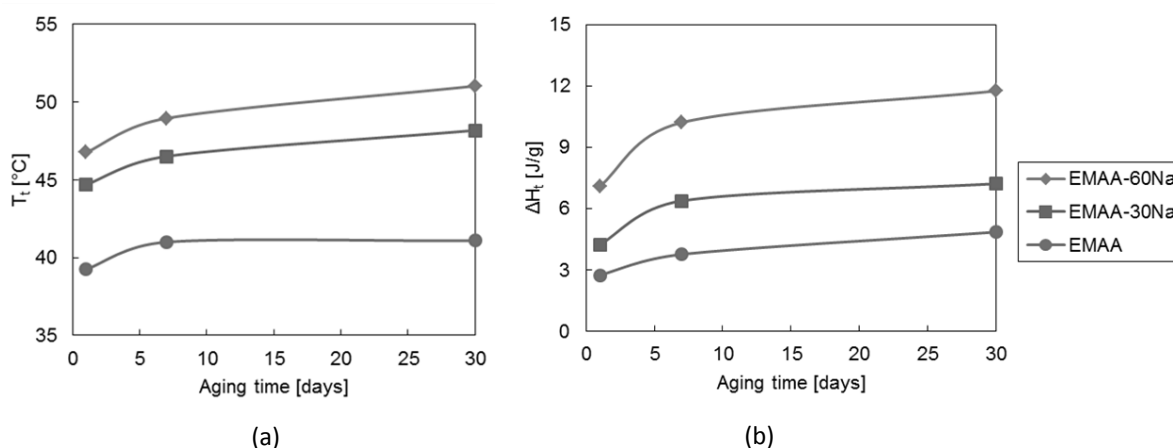 55
50
45
40
35
T_t [°C]
0 5 10 15 20 25 30
Aging time [days]
(a)
15
12
9
6
3
0
ΔH_t [J/g]
0 5 10 15 20 25 30
Aging time [days]
(b)
EMAA-60Na
EMAA-30Na
EMAA